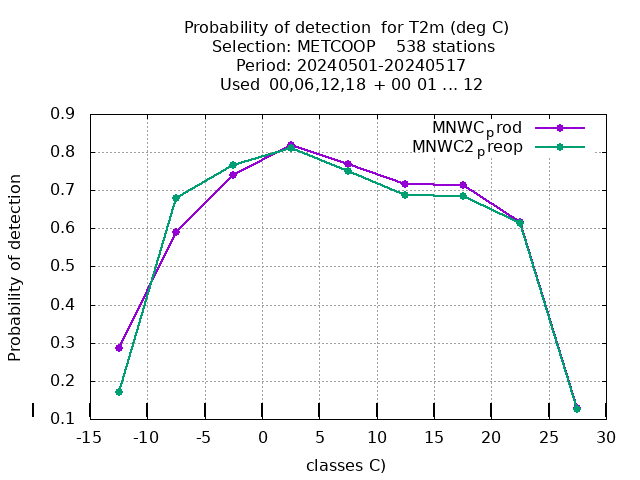 Probability of detection for T2m (deg C)
Selection: METCOOP 538 stations
Period: 20240501-20240517
Used 00,06,12,18 + 00 01 ... 12
0.9
0.8
0.7
0.6
0.5
0.4
0.3
0.2
0.1
Probability of detection
MNWCprod
MNWC2preop
-15 -10 -5 0 5 10 15 20 25 30
classes C)